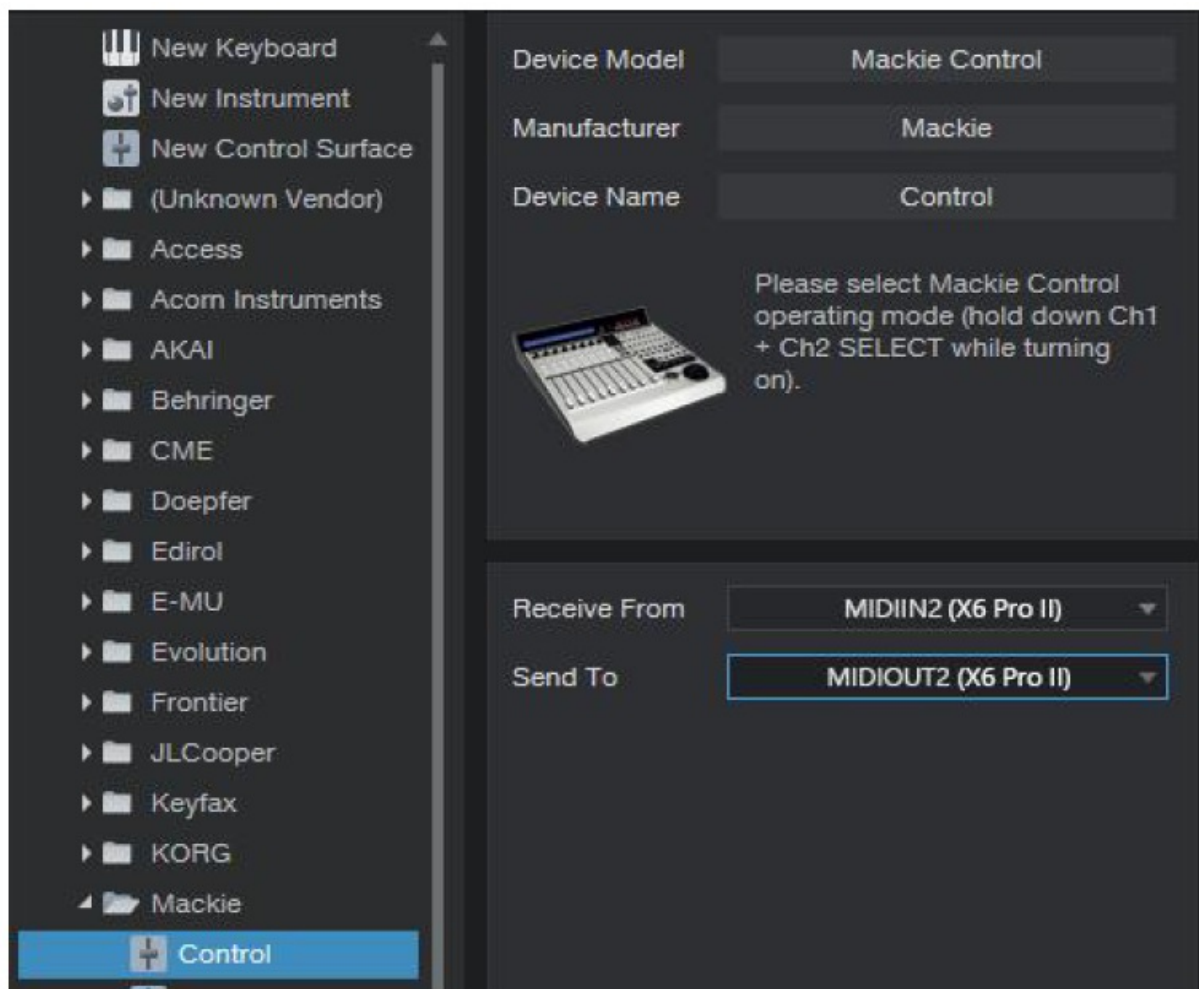 New Keyboard
New Instrument
New Control Surface
(Unknown Vendor)
Access
Acorn Instruments
AKAI
Behringer
CME
Doepfer
Edirol
E-MU
Evolution
Frontier
JLCooper
Keyfax
KORG
Mackie
Control
Device Model
Mackie Control
Manufacturer
Mackie
Device Name
Control
Please select Mackie Control
operating mode (hold down Ch1
+ Ch2 SELECT while turning
on).
Receive From
MIDIIN2 (X6 Pro II)
Send To
MIDIOUT2 (X6 Pro II)